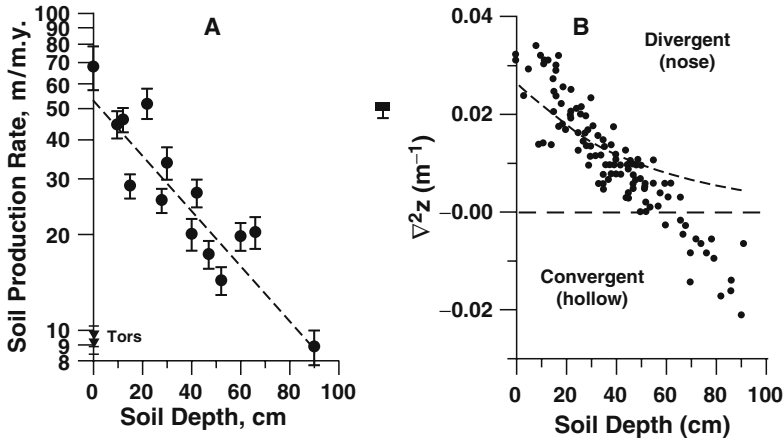 A
Soil Production Rate, m/m.y.
100
90
80
70
60
50
40
30
20
10
9
8
Tors
0
20
40
60
80
100
Soil Depth, cm
B
∇²z (m⁻¹)
0.04
0.02
−0.00
−0.02
Divergent
(nose)
Convergent
(hollow)
0
20
40
60
80
100
Soil Depth (cm)